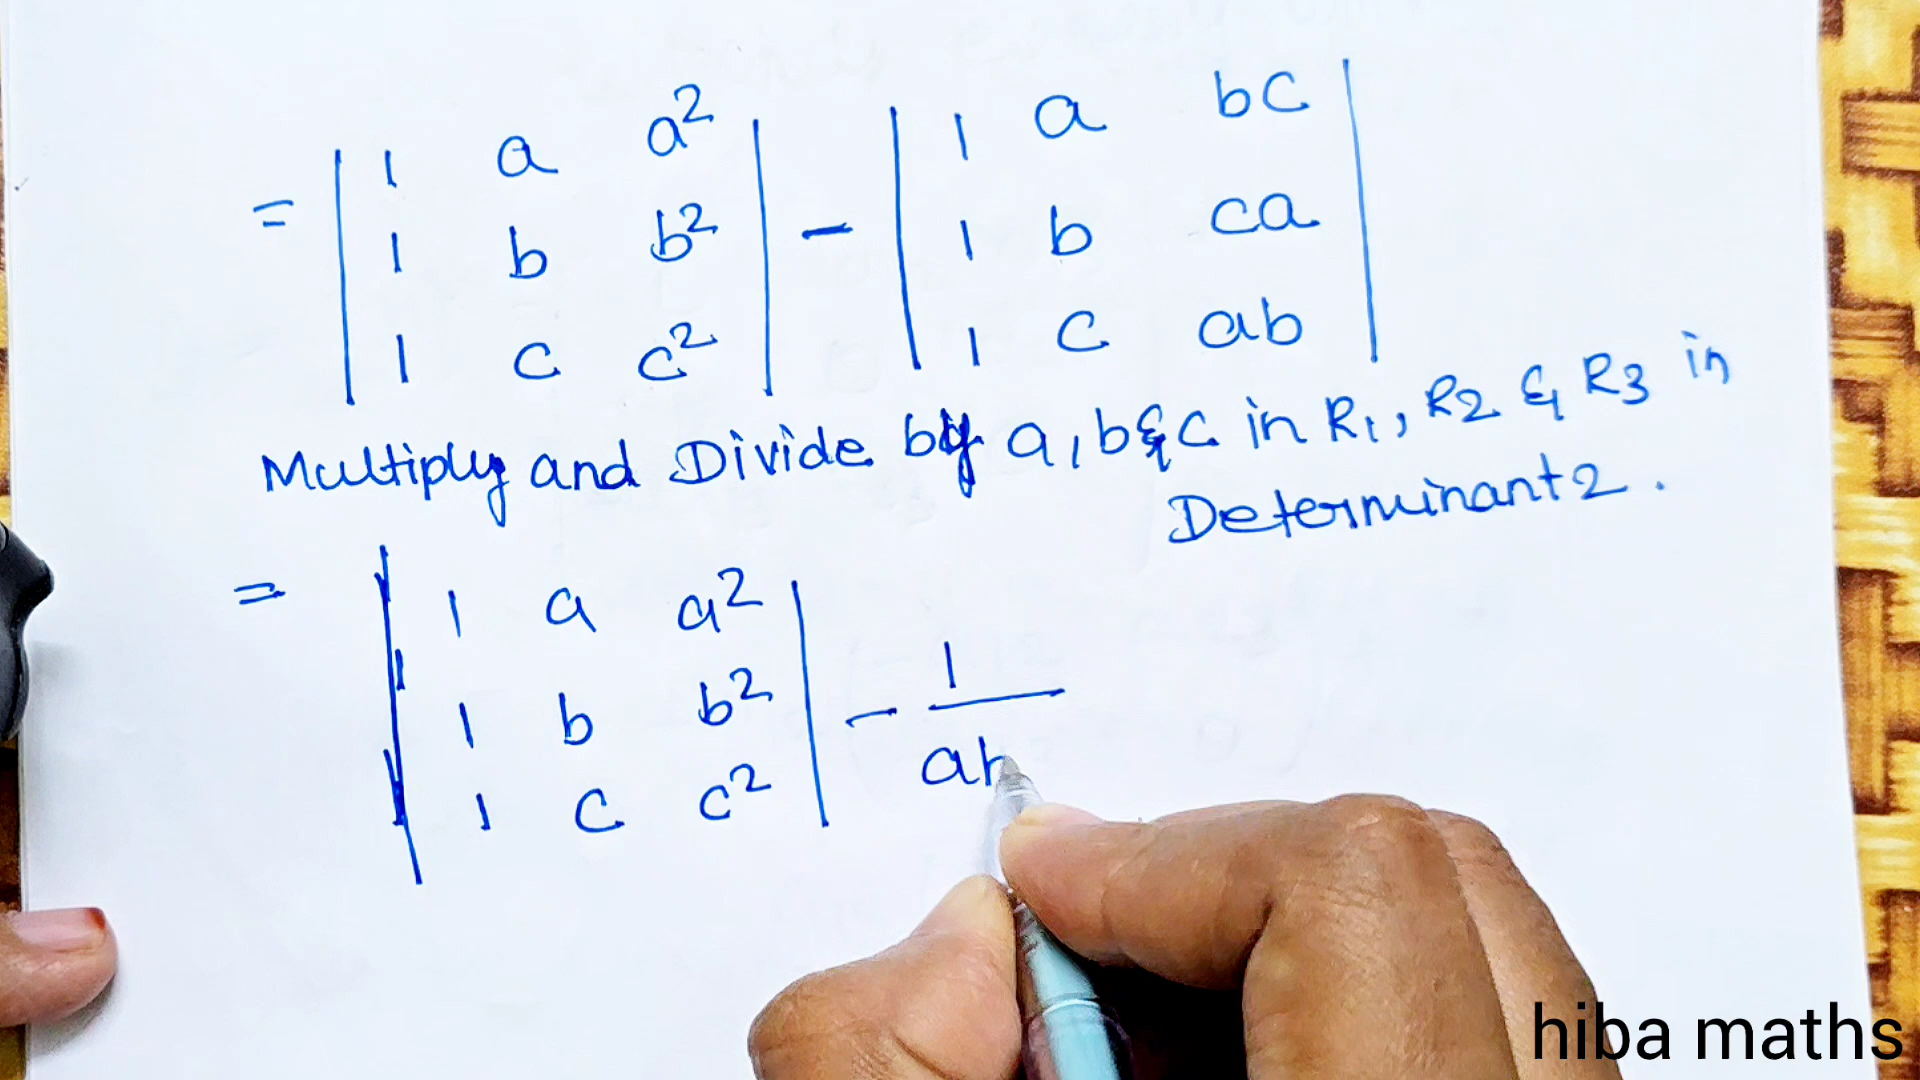 = | 1 a a² | - | 1 a bc |
| 1 b b² | | 1 b ca |
| 1 c c² | | 1 c ab |
Multiply and Divide by a, b & c in R1, R2 & R3 in
Determinant 2.
= | 1 a a² | - 1
| 1 b b² | ab
| 1 c c² |
hiba maths